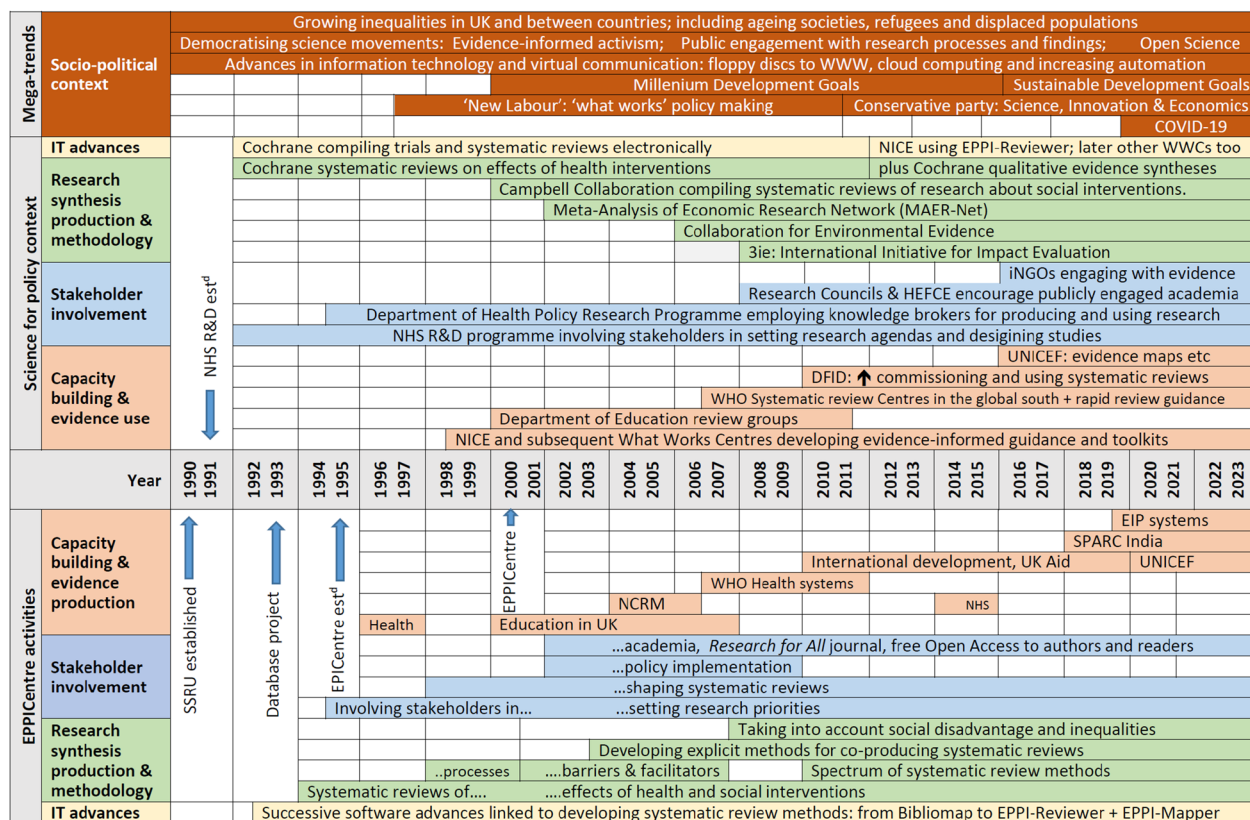 Mega-trends
Socio-political
context
Growing inequalities in UK and between countries; including ageing societies, refugees and displaced populations
Democratising science movements: Evidence-informed activism; Public engagement with research processes and findings; Open Science
Advances in information technology and virtual communication: floppy discs to WWW, cloud computing and increasing automation
Millenium Development Goals
Sustainable Development Goals
‘New Labour’: ‘what works’ policy making
Conservative party: Science, Innovation & Economics
COVID-19
Science for policy context
IT advances
Cochrane compiling trials and systematic reviews electronically
NICE using EPPI-Reviewer; later other WWCs too
Research
synthesis
production &
methodology
Cochrane systematic reviews on effects of health interventions
plus Cochrane qualitative evidence syntheses
Campbell Collaboration compiling systematic reviews of research about social interventions.
Meta-Analysis of Economic Research Network (MAER-Net)
Collaboration for Environmental Evidence
3ie: International Initiative for Impact Evaluation
NHS R&D estd
Stakeholder
involvement
iNGOs engaging with evidence
Research Councils & HEFCE encourage publicly engaged academia
Department of Health Policy Research Programme employing knowledge brokers for producing and using research
NHS R&D programme involving stakeholders in setting research agendas and desigining studies
Capacity
building &
evidence use
UNICEF: evidence maps etc
DFID: ↑ commissioning and using systematic reviews
WHO Systematic review Centres in the global south + rapid review guidance
Department of Education review groups
NICE and subsequent What Works Centres developing evidence-informed guidance and toolkits
Year
1990
1991
1992
1993
1994
1995
1996
1997
1998
1999
2000
2001
2002
2003
2004
2005
2006
2007
2008
2009
2010
2011
2012
2013
2014
2015
2016
2017
2018
2019
2020
2021
2022
2023
EPPICentre activities
Capacity
building &
evidence
production
SSRU established
Database project
EPICentre estd
EPPICentre
EIP systems
SPARC India
International development, UK Aid
UNICEF
WHO Health systems
NCRM
NHS
Health
Education in UK
Stakeholder
involvement
...academia, Research for All journal, free Open Access to authors and readers
...policy implementation
...shaping systematic reviews
Involving stakeholders in...
...setting research priorities
Research
synthesis
production &
methodology
Taking into account social disadvantage and inequalities
Developing explicit methods for co-producing systematic reviews
..processes
....barriers & facilitators
Spectrum of systematic review methods
Systematic reviews of....
....effects of health and social interventions
IT advances
Successive software advances linked to developing systematic review methods: from Bibliomap to EPPI-Reviewer + EPPI-Mapper